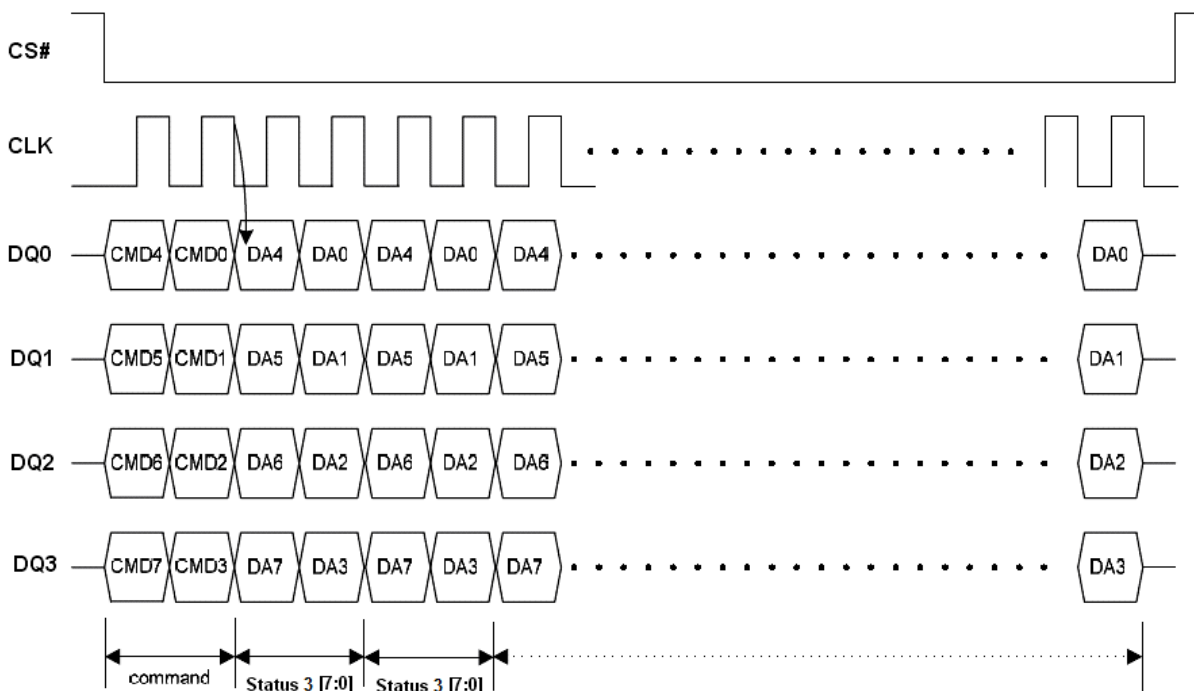 CS#
CLK
DQ0 CMD4 CMD0 DA4 DA0 DA4 DA0 DA4 DA0
DQ1 CMD5 CMD1 DA5 DA1 DA5 DA1 DA5 DA1
DQ2 CMD6 CMD2 DA6 DA2 DA6 DA2 DA6 DA2
DQ3 CMD7 CMD3 DA7 DA3 DA7 DA3 DA7 DA3
command Status 3 [7:0] Status 3 [7:0]